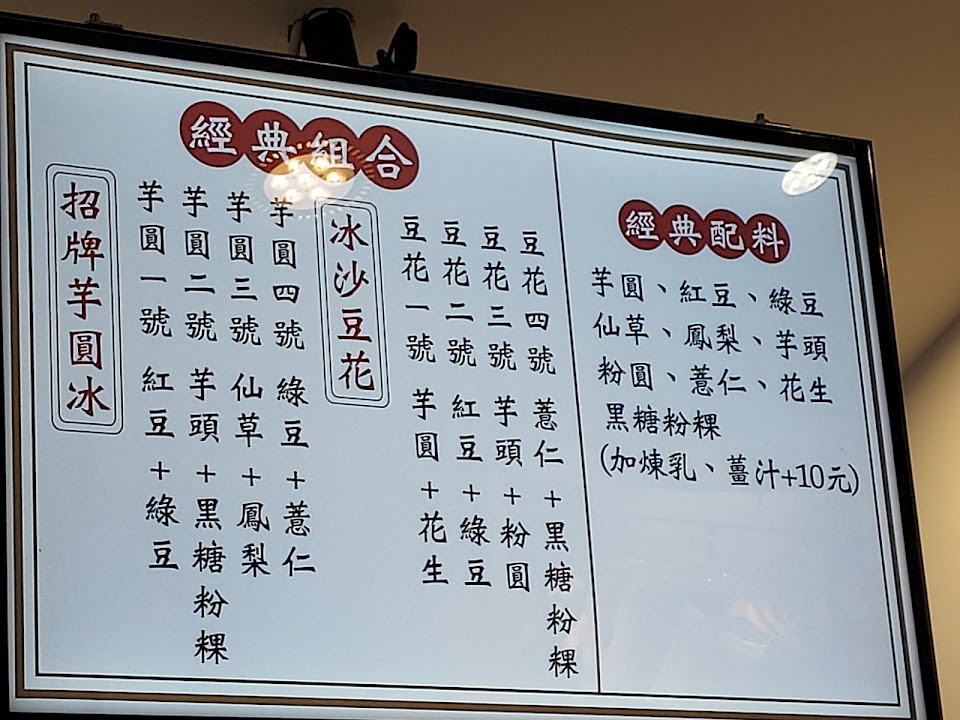 經典組合
招牌芋圓冰
芋圓一號 紅豆+綠豆
芋圓二號 芋頭+黑糖粉粿
芋圓三號 仙草+鳳梨
芋圓四號 綠豆+薏仁
冰沙豆花
豆花一號 芋圓+花生
豆花二號 紅豆+綠豆
豆花三號 芋頭+粉圓
豆花四號 薏仁+黑糖粉粿
經典配料
芋圓、紅豆、綠豆
仙草、鳳梨、芋頭
粉圓、薏仁、花生
黑糖粉粿
(加煉乳、薑汁+10元)